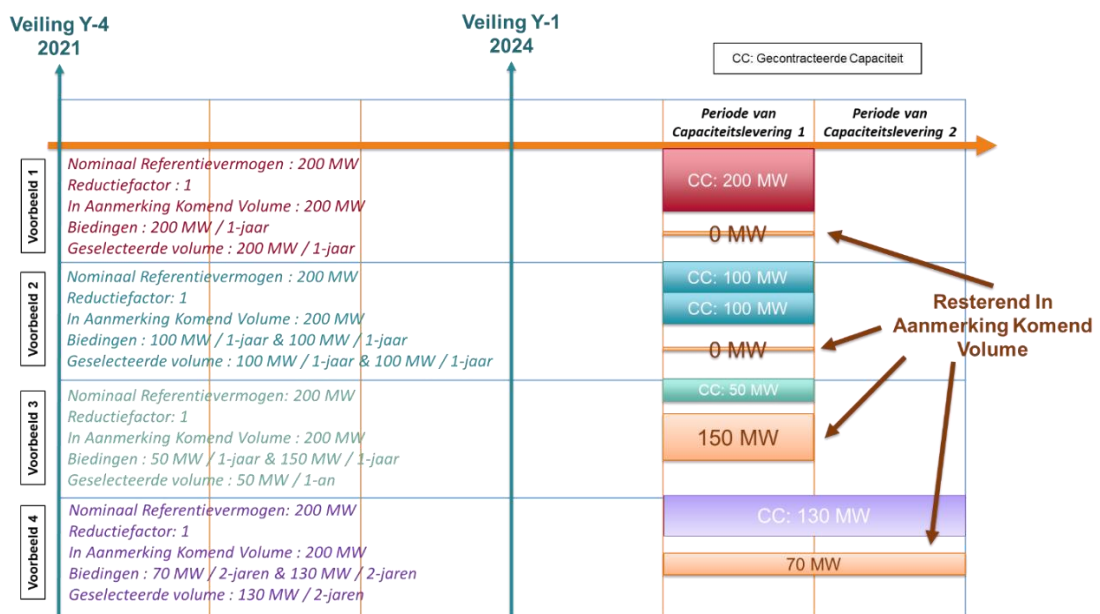 Veiling Y-4
2021
Veiling Y-1
2024
CC: Gecontracteerde Capaciteit
Periode van
Capaciteitslevering 1
Periode van
Capaciteitslevering 2
Voorbeeld 1
Nominaal Referentievermogen : 200 MW
Reductiefactor : 1
In Aanmerking Komend Volume : 200 MW
Biedingen : 200 MW / 1-jaar
Geselecteerde volume : 200 MW / 1-jaar
CC: 200 MW
0 MW
Voorbeeld 2
Nominaal Referentievermogen : 200 MW
Reductiefactor: 1
In Aanmerking Komend Volume : 200 MW
Biedingen : 100 MW / 1-jaar & 100 MW / 1-jaar
Geselecteerde volume : 100 MW / 1-jaar & 100 MW / 1-jaar
CC: 100 MW
CC: 100 MW
0 MW
Resterend In
Aanmerking Komend
Volume
Voorbeeld 3
Nominaal Referentievermogen: 200 MW
Reductiefactor: 1
In Aanmerking Komend Volume : 200 MW
Biedingen : 50 MW / 1-jaar & 150 MW / 1-jaar
Geselecteerde volume : 50 MW / 1-an
CC: 50 MW
150 MW
Voorbeeld 4
Nominaal Referentievermogen: 200 MW
Reductiefactor: 1
In Aanmerking Komend Volume : 200 MW
Biedingen : 70 MW / 2-jaren & 130 MW / 2-jaren
Geselecteerde volume : 130 MW / 2-jaren
CC: 130 MW
70 MW